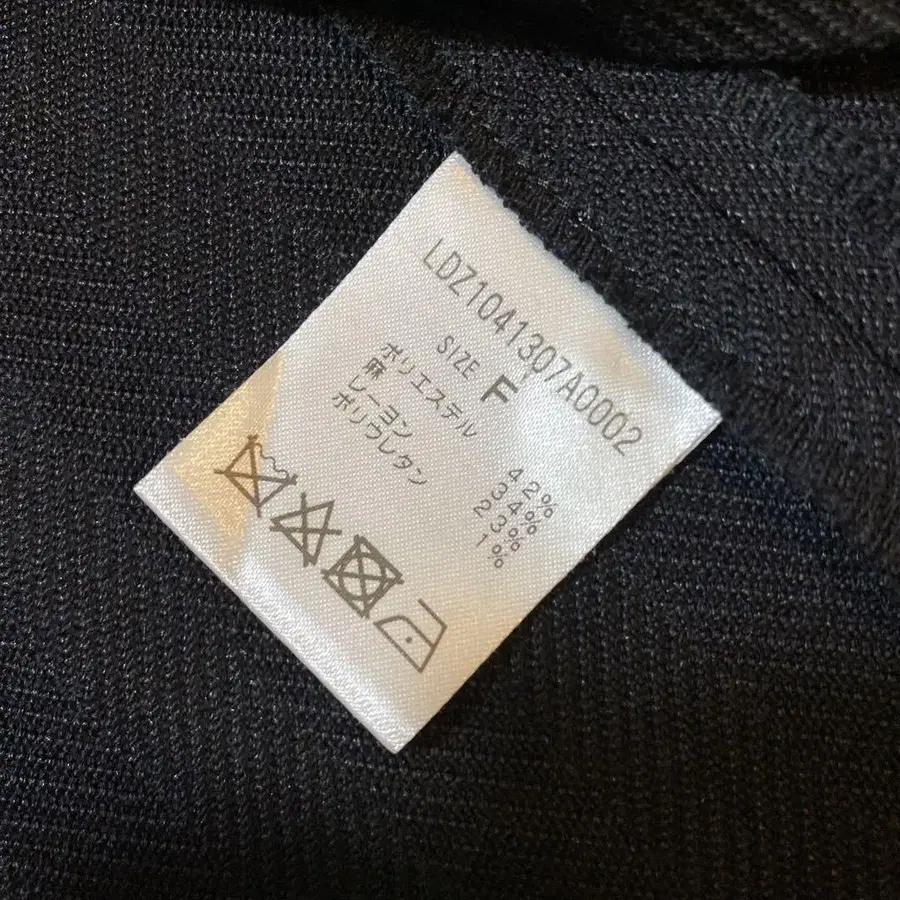 LDZ1041307A0002
SIZE F
ポリエステル 42%
麻 34%
レーヨン 23%
ポリウレタン 1%